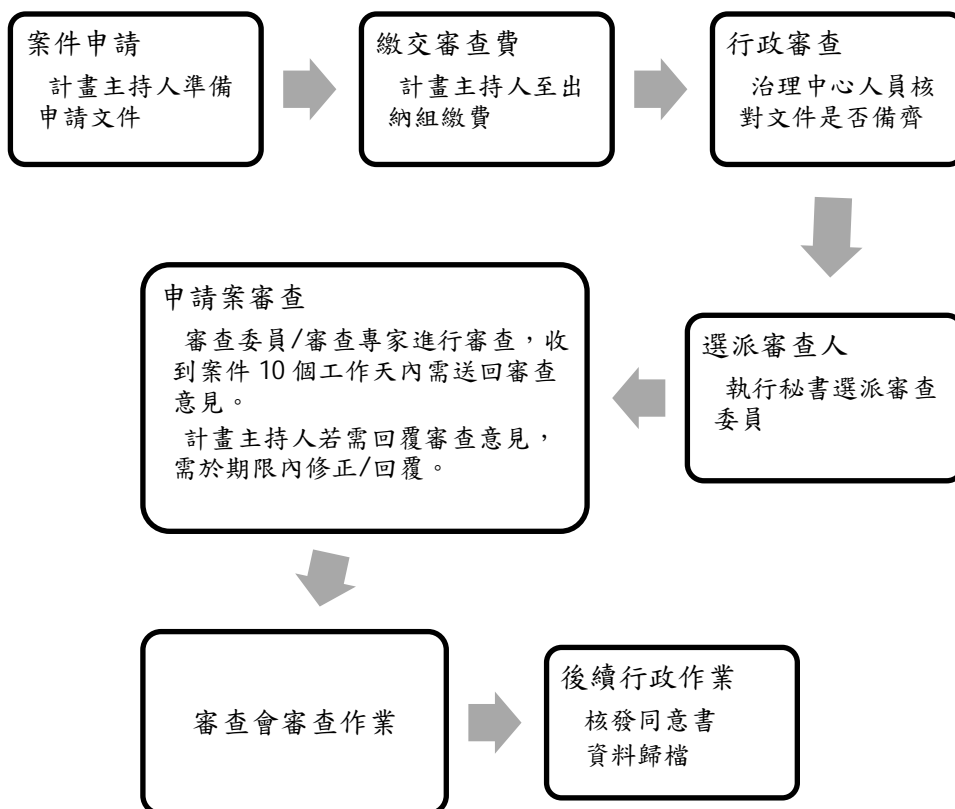 案件申請
計畫主持人準備
申請文件
繳交審查費
計畫主持人至出
納組繳費
行政審查
治理中心人員核
對文件是否備齊
選派審查人
執行秘書選派審查
委員
申請案審查
審查委員/審查專家進行審查，收
到案件 10 個工作天內需送回審查
意見。
計畫主持人若需回覆審查意見，
需於期限內修正/回覆。
審查會審查作業
後續行政作業
核發同意書
資料歸檔